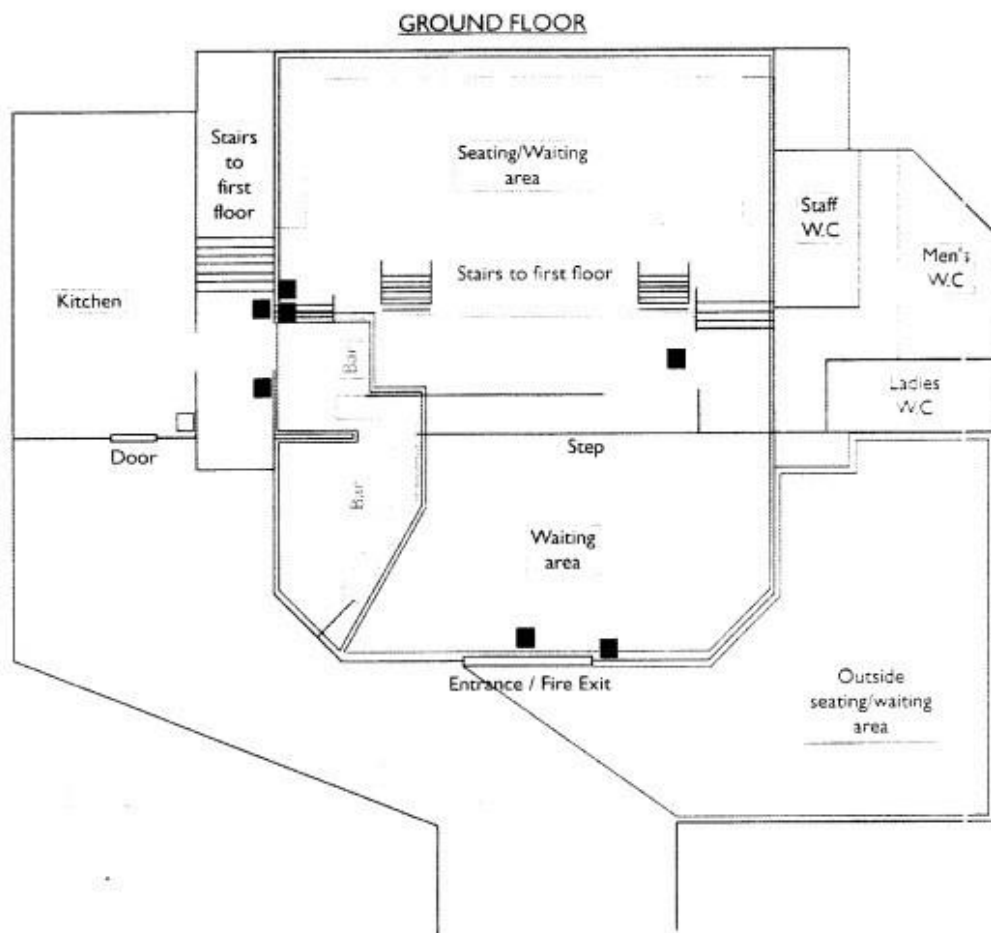 GROUND FLOOR
Stairs
to
first
floor
Seating/Waiting
area
Staff
W.C
Men's
W.C
Kitchen
Stairs to first floor
Bar
Ladies
W.C
Door
Step
Bar
Waiting
area
Entrance / Fire Exit
Outside
seating/waiting
area